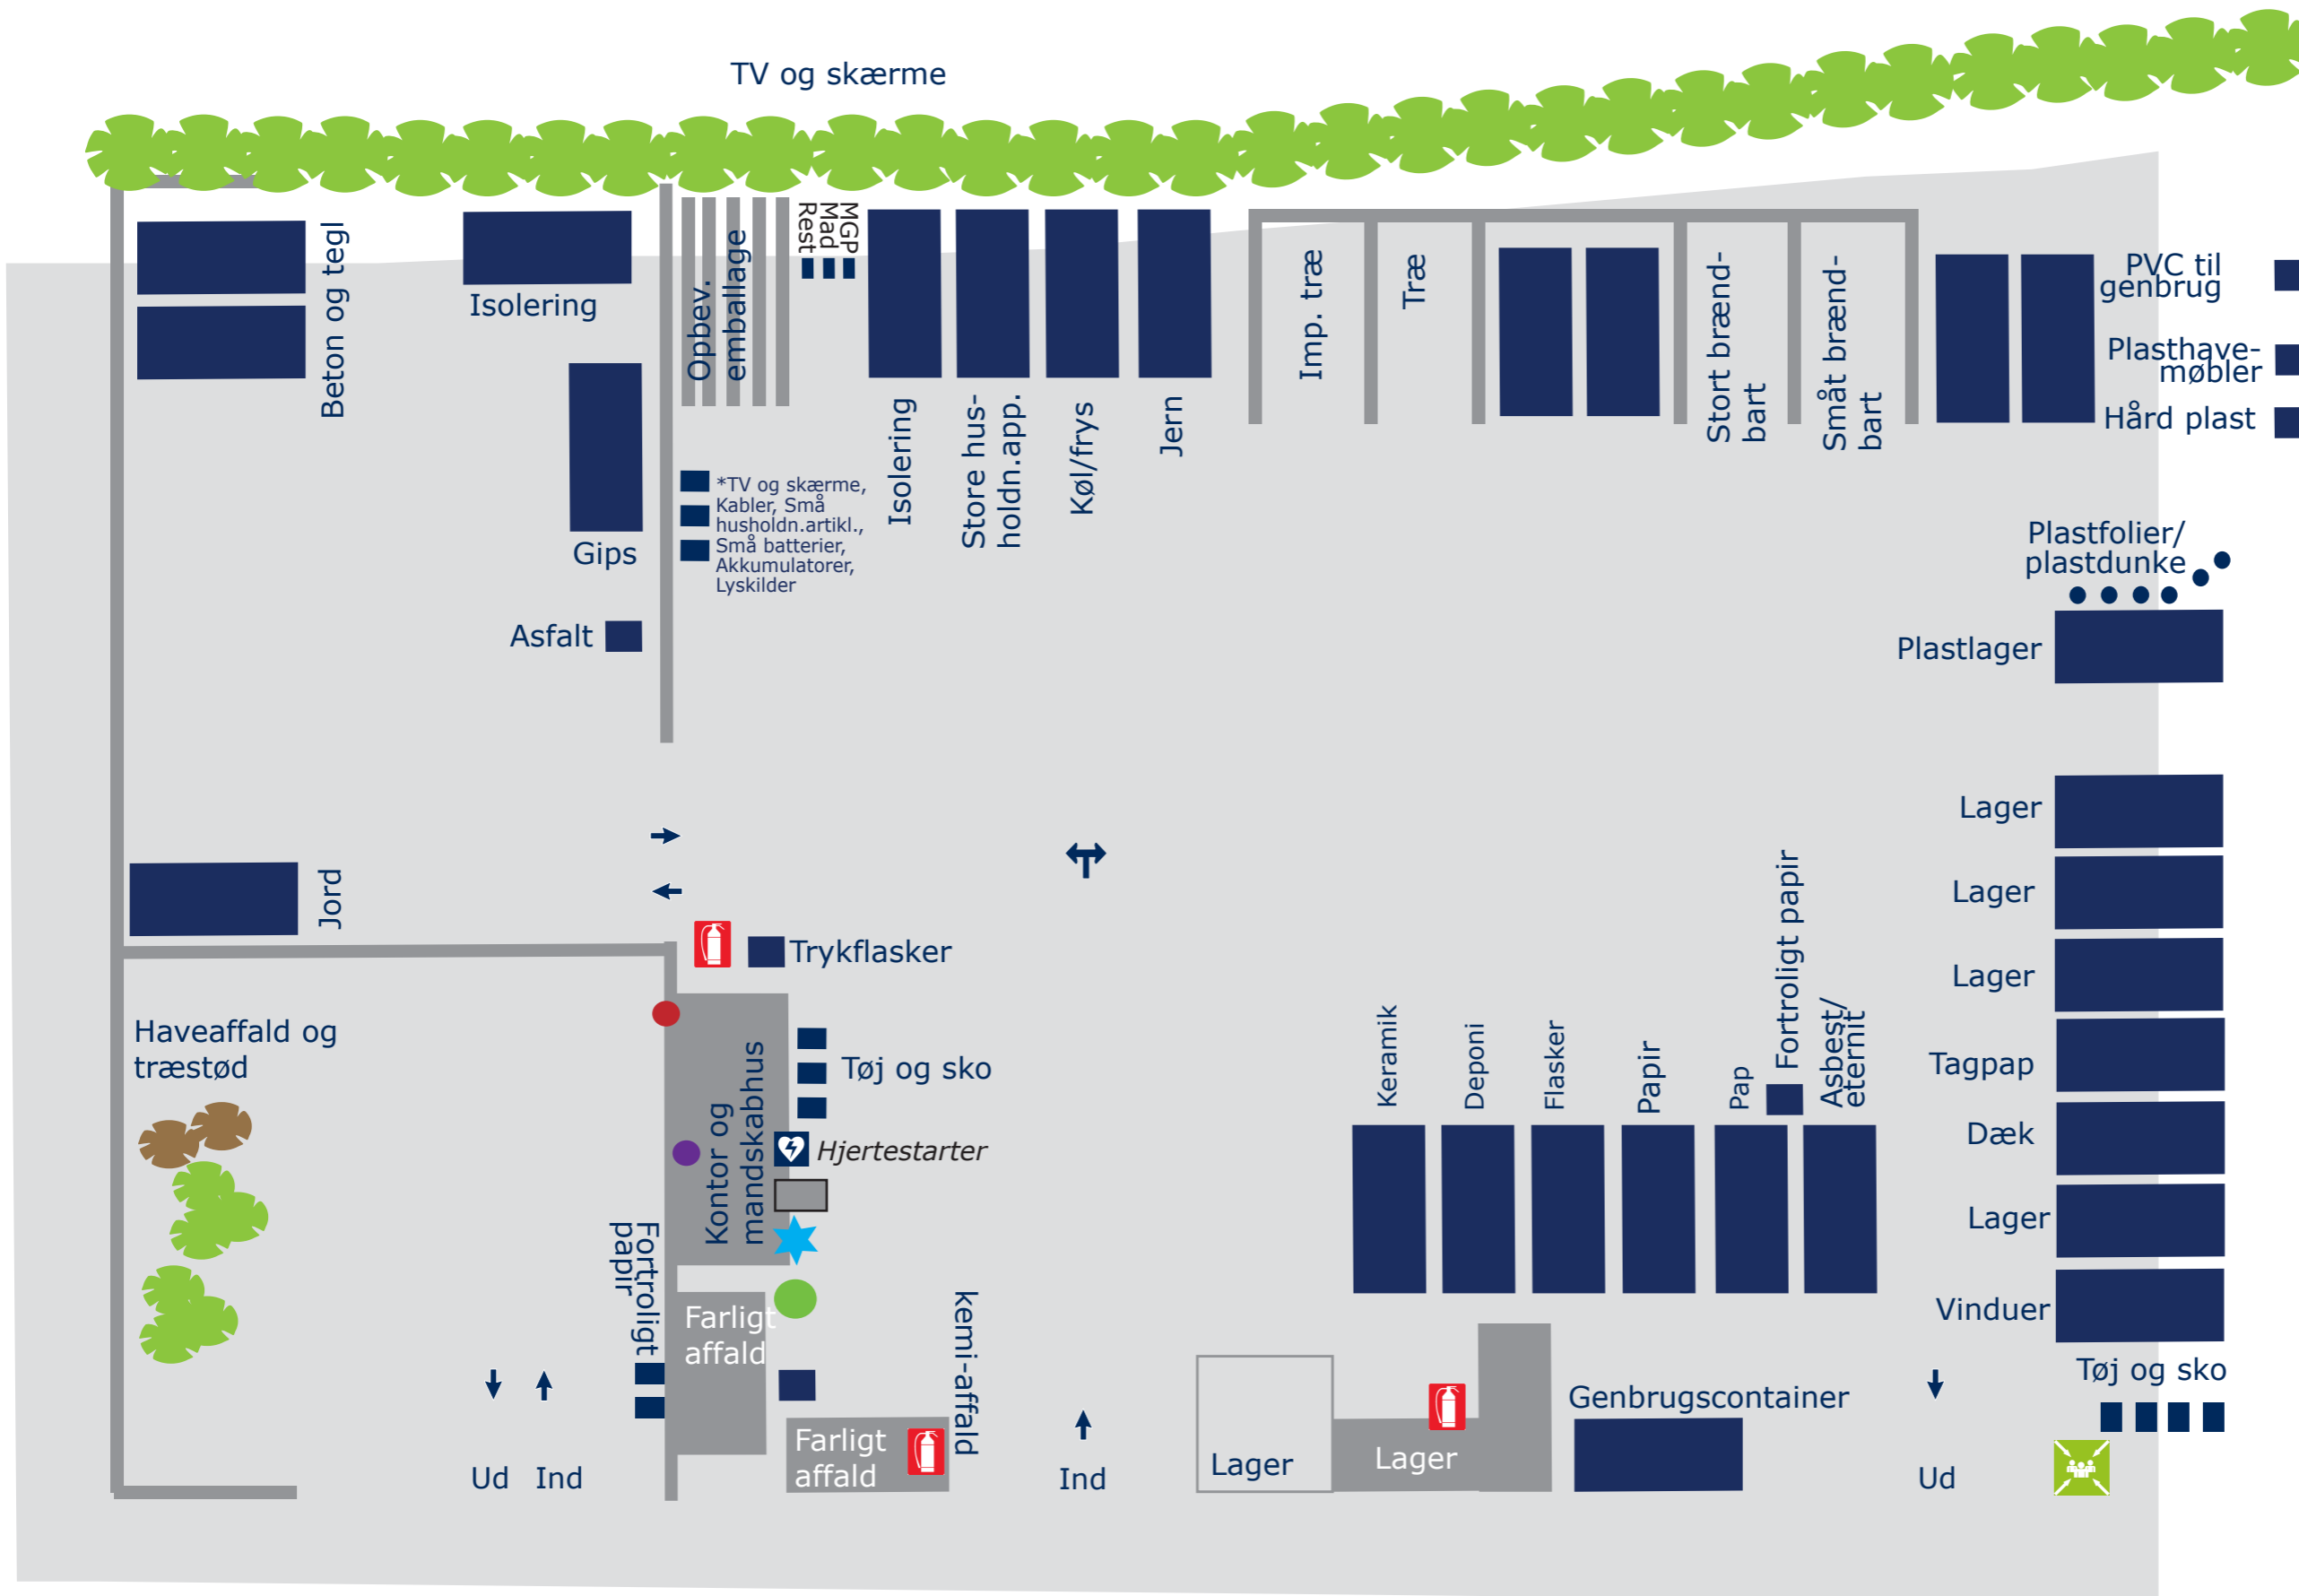 TV og skærme
Beton og tegl
Isolering
Opbev.
emballage
Rest
Mad
MGP
Isolering
Store hus-
holdn.app.
Køl/frys
Jern
Imp. træ
Træ
Stort brænd-
bart
Småt brænd-
bart
PVC til
genbrug
Plasthave-
møbler
Hård plast
*TV og skærme,
Kabler, Små
husholdn.artikl.,
Små batterier,
Akkumulatorer,
Lyskilder
Gips
Asfalt
Plastfolier/
plastdunke
Plastlager
Lager
Lager
Lager
Tagpap
Dæk
Lager
Vinduer
Tøj og sko
Jord
Trykflasker
Haveaffald og
træstød
Kontor og
mandskabhus
Tøj og sko
Hjertestarter
Fortroligt
papir
Farligt
affald
kemi-affald
Farligt
affald
Keramik
Deponi
Flasker
Papir
Pap
Fortroligt papir
Asbest/
eternit
Genbrugscontainer
Lager
Lager
Ud
Ind
Ind
Ud